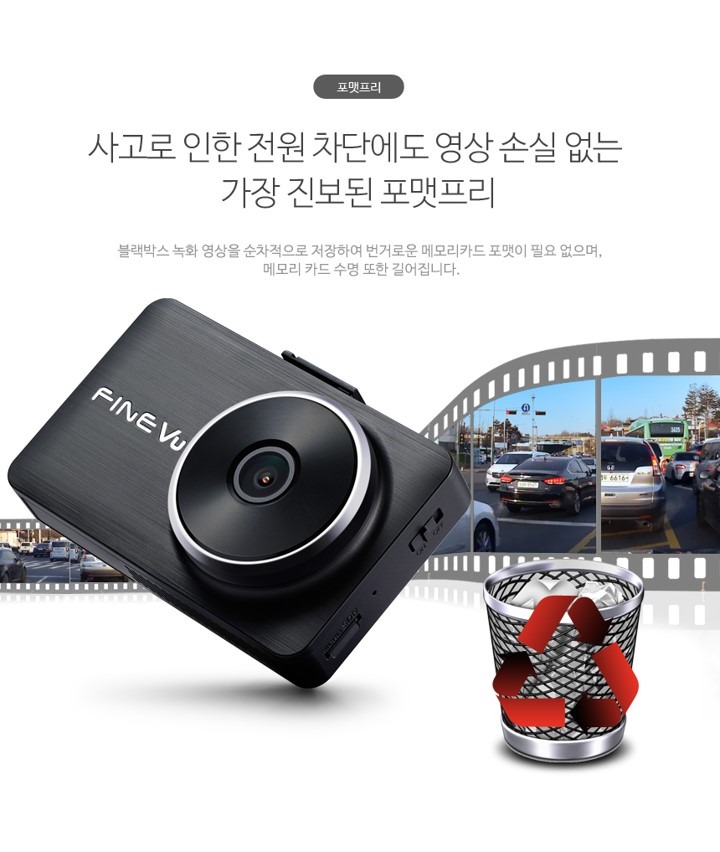 포맷프리
사고로 인한 전원 차단에도 영상 손실 없는
가장 진보된 포맷프리
블랙박스 녹화 영상을 순차적으로 저장하여 번거로운 메모리카드 포맷이 필요 없으며,
메모리 카드 수명 또한 길어집니다.
FINEVu